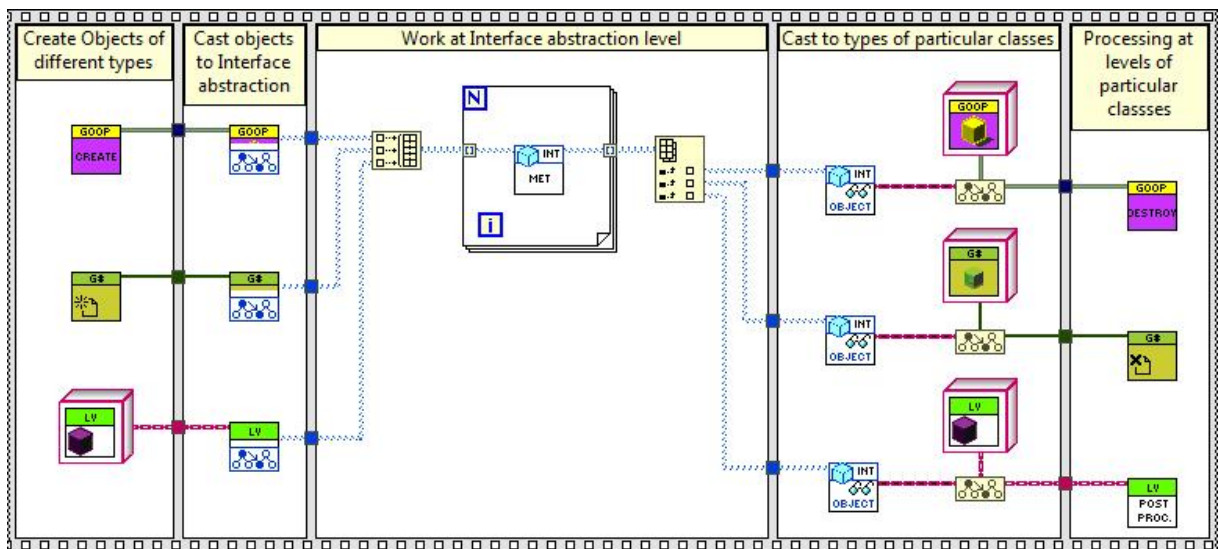 Create Objects of
different types
Cast objects
to Interface
abstraction
Work at Interface abstraction level
Cast to types of particular classes
Processing at
levels of
particular
classses
GOOP
CREATE
GOOP
N
INT
MET
i
INT
OBJECT
GOOP
GOOP
DESTROY
G#
G#
INT
OBJECT
G#
G#
LV
LV
INT
OBJECT
LV
LV
POST
PROC.